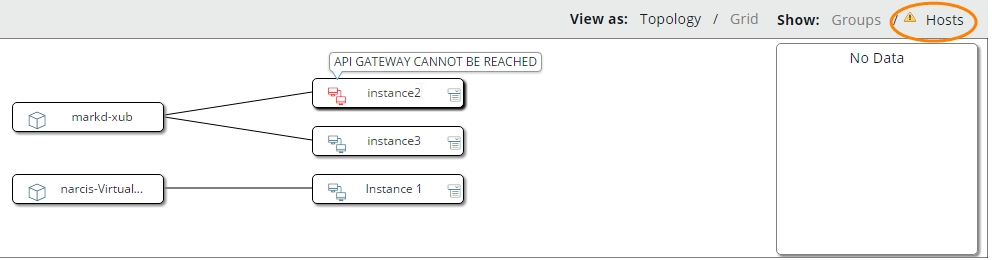 View as: Topology / Grid Show: Groups / Hosts
No Data
API GATEWAY CANNOT BE REACHED
instance2
markd-xub
instance3
narcis-Virtual... Instance 1